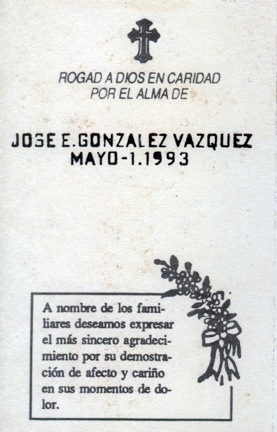 ROGAD A DIOS EN CARIDAD
POR EL ALMA DE
JOSE E.GONZALEZ VAZQUEZ
MAYO-1.1993
A nombre de los fami-
liares deseamos expresar
el más sincero agradeci-
miento por su demostra-
ción de afecto y cariño
en sus momentos de do-
lor.